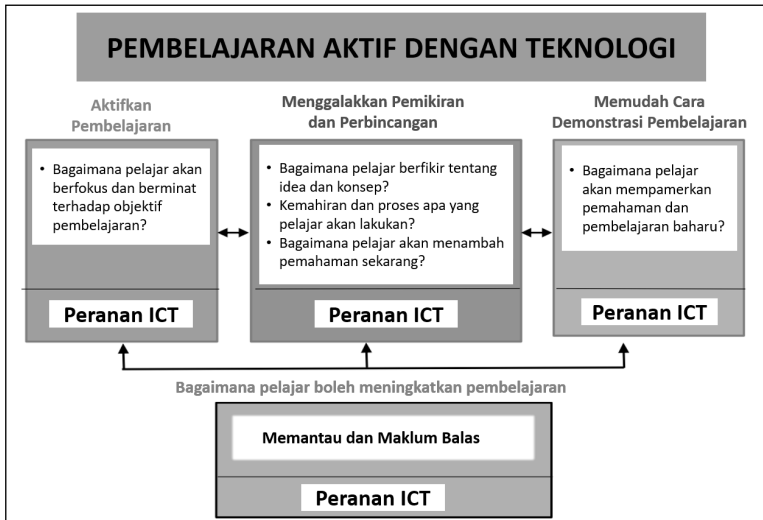 PEMBELAJARAN AKTIF DENGAN TEKNOLOGI
Aktifkan
Pembelajaran
• Bagaimana pelajar akan
berfokus dan berminat
terhadap objektif
pembelajaran?
Peranan ICT
Menggalakkan Pemikiran
dan Perbincangan
• Bagaimana pelajar berfikir tentang
idea dan konsep?
• Kemahiran dan proses apa yang
pelajar akan lakukan?
• Bagaimana pelajar akan menambah
pemahaman sekarang?
Peranan ICT
Memudah Cara
Demonstrasi Pembelajaran
• Bagaimana pelajar
akan mempamerkan
pemahaman dan
pembelajaran baharu?
Peranan ICT
Bagaimana pelajar boleh meningkatkan pembelajaran
Memantau dan Maklum Balas
Peranan ICT